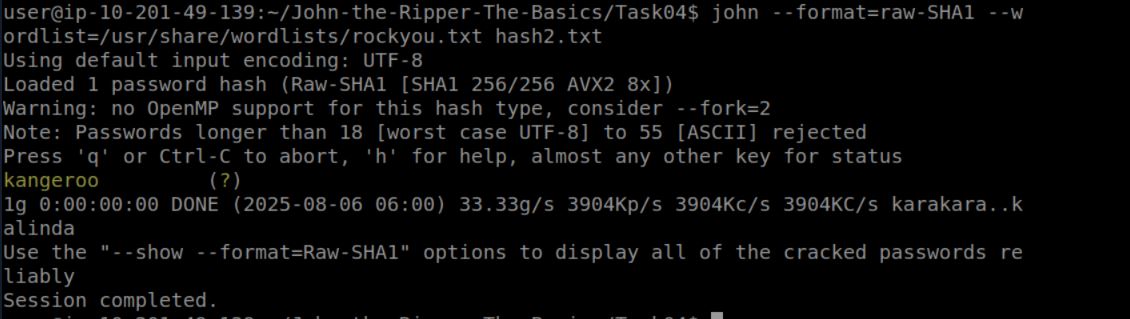 user@ip-10-201-49-139:~/John-the-Ripper-The-Basics/Task04$ john --format=raw-SHA1 --w
ordlist=/usr/share/wordlists/rockyou.txt hash2.txt
Using default input encoding: UTF-8
Loaded 1 password hash (Raw-SHA1 [SHA1 256/256 AVX2 8x])
Warning: no OpenMP support for this hash type, consider --fork=2
Note: Passwords longer than 18 [worst case UTF-8] to 55 [ASCII] rejected
Press 'q' or Ctrl-C to abort, 'h' for help, almost any other key for status
kangeroo         (?)
1g 0:00:00:00 DONE (2025-08-06 06:00) 33.33g/s 3904Kp/s 3904Kc/s 3904KC/s karakara..k
alinda
Use the "--show --format=Raw-SHA1" options to display all of the cracked passwords re
liably
Session completed.